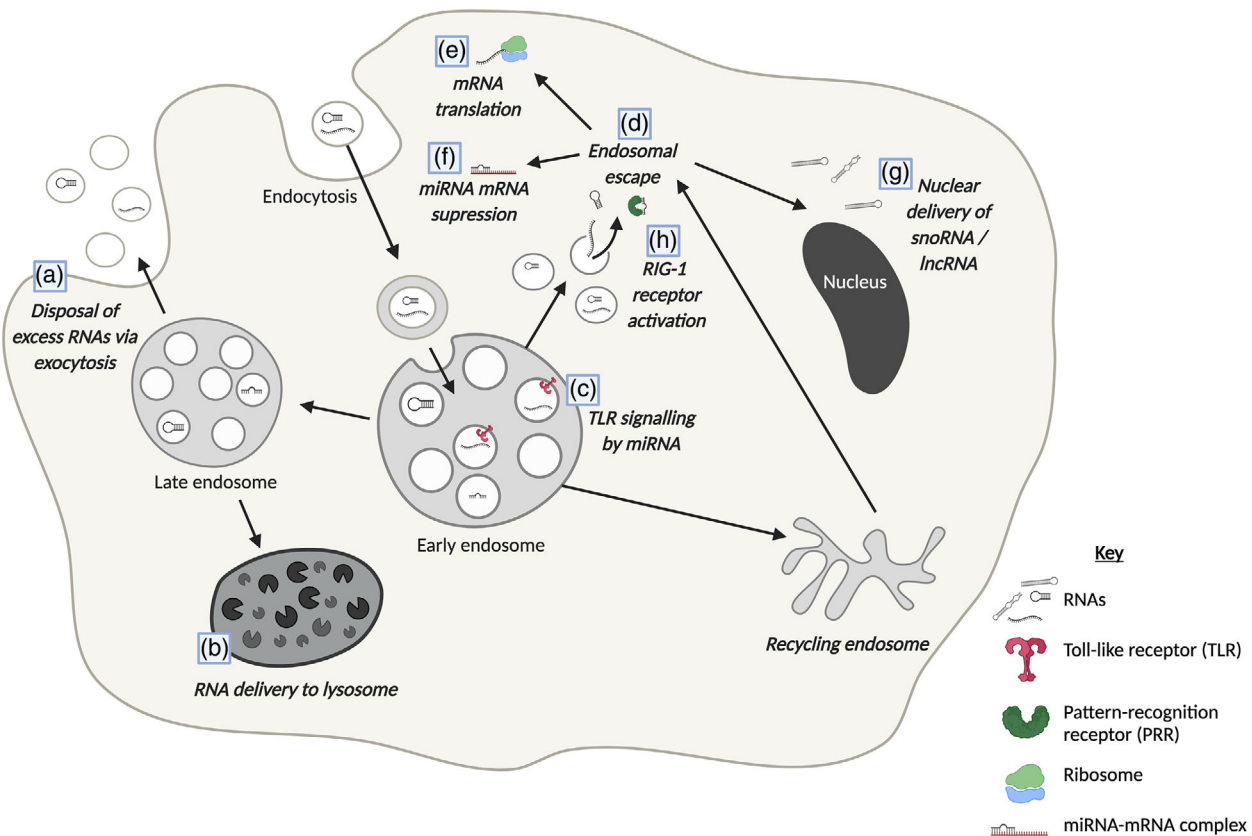 (e)
mRNA
translation
(d)
Endosomal
escape
(f)
miRNA mRNA
supression
(g)
Nuclear
delivery of
snoRNA /
lncRNA
Endocytosis
(h)
RIG-1
receptor
activation
Nucleus
(a)
Disposal of
excess RNAs via
exocytosis
(c)
TLR signalling
by miRNA
Late endosome
Early endosome
(b)
RNA delivery to lysosome
Recycling endosome
Key
RNAs
Toll-like receptor (TLR)
Pattern-recognition
receptor (PRR)
Ribosome
miRNA-mRNA complex